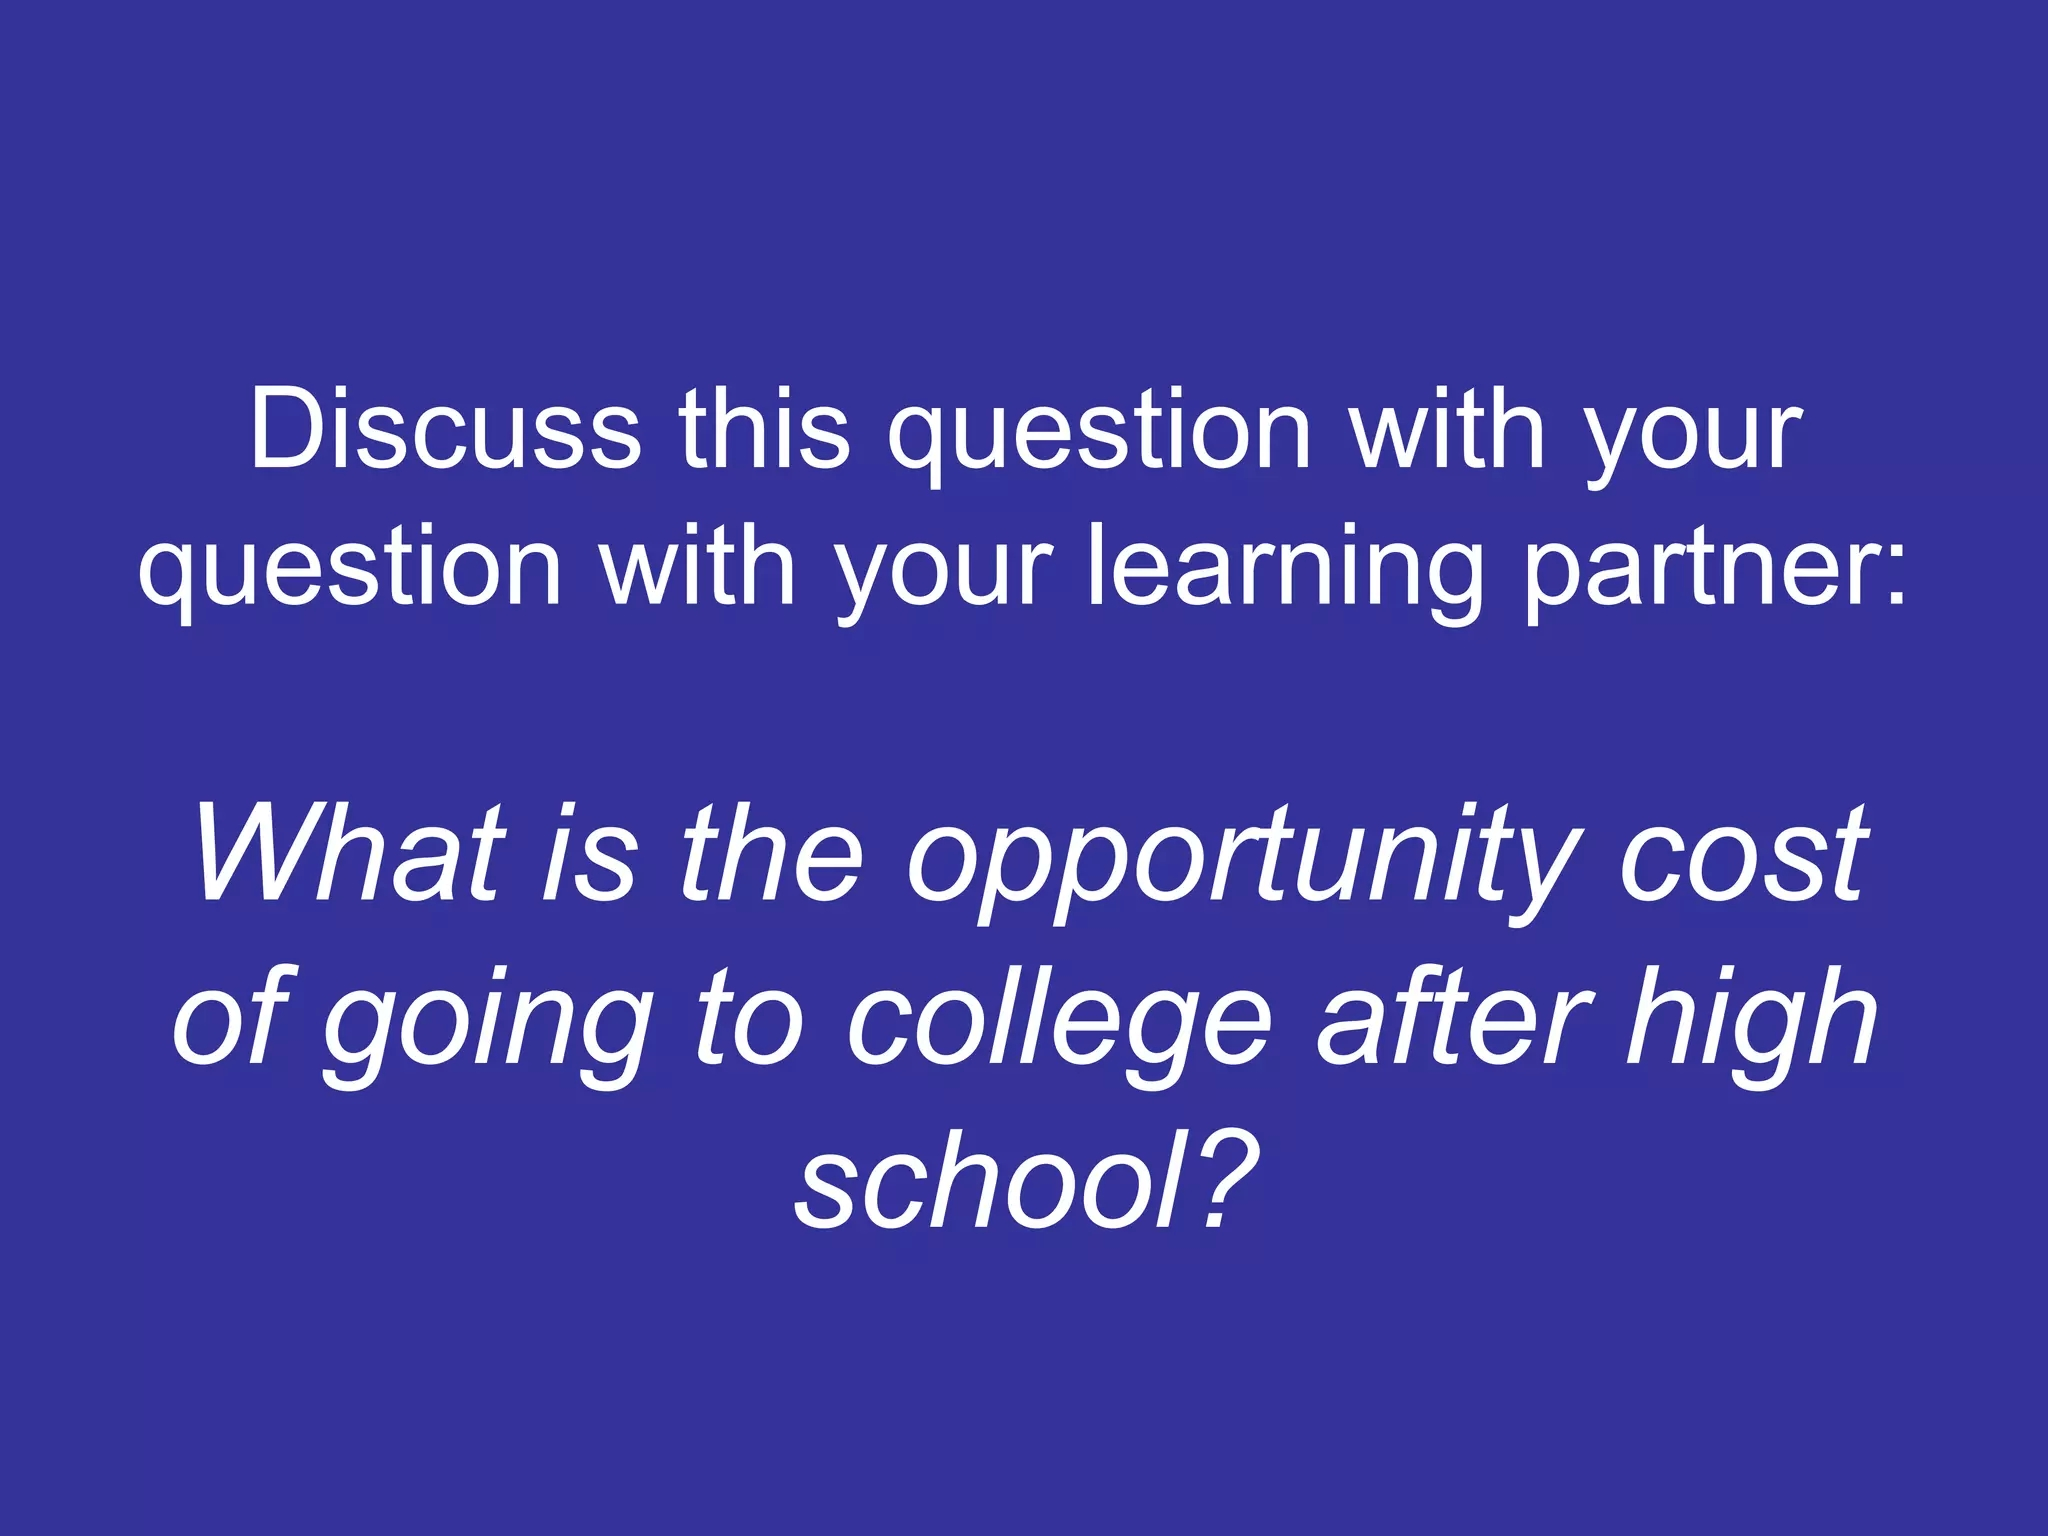 Discuss this question with your
question with your learning partner:
What is the opportunity cost
of going to college after high
school?